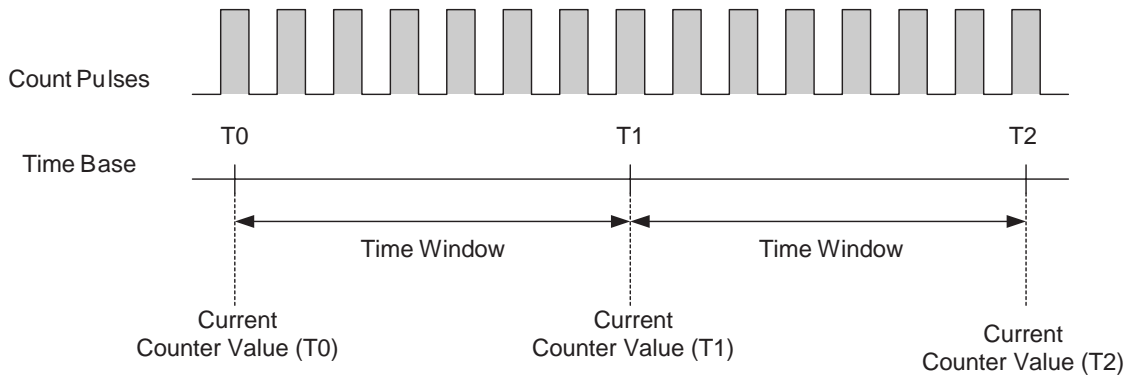 Count Pulses
T0 T1 T2
Time Base
Time Window Time Window
Current
Counter Value (T0)
Current
Counter Value (T1)
Current
Counter Value (T2)